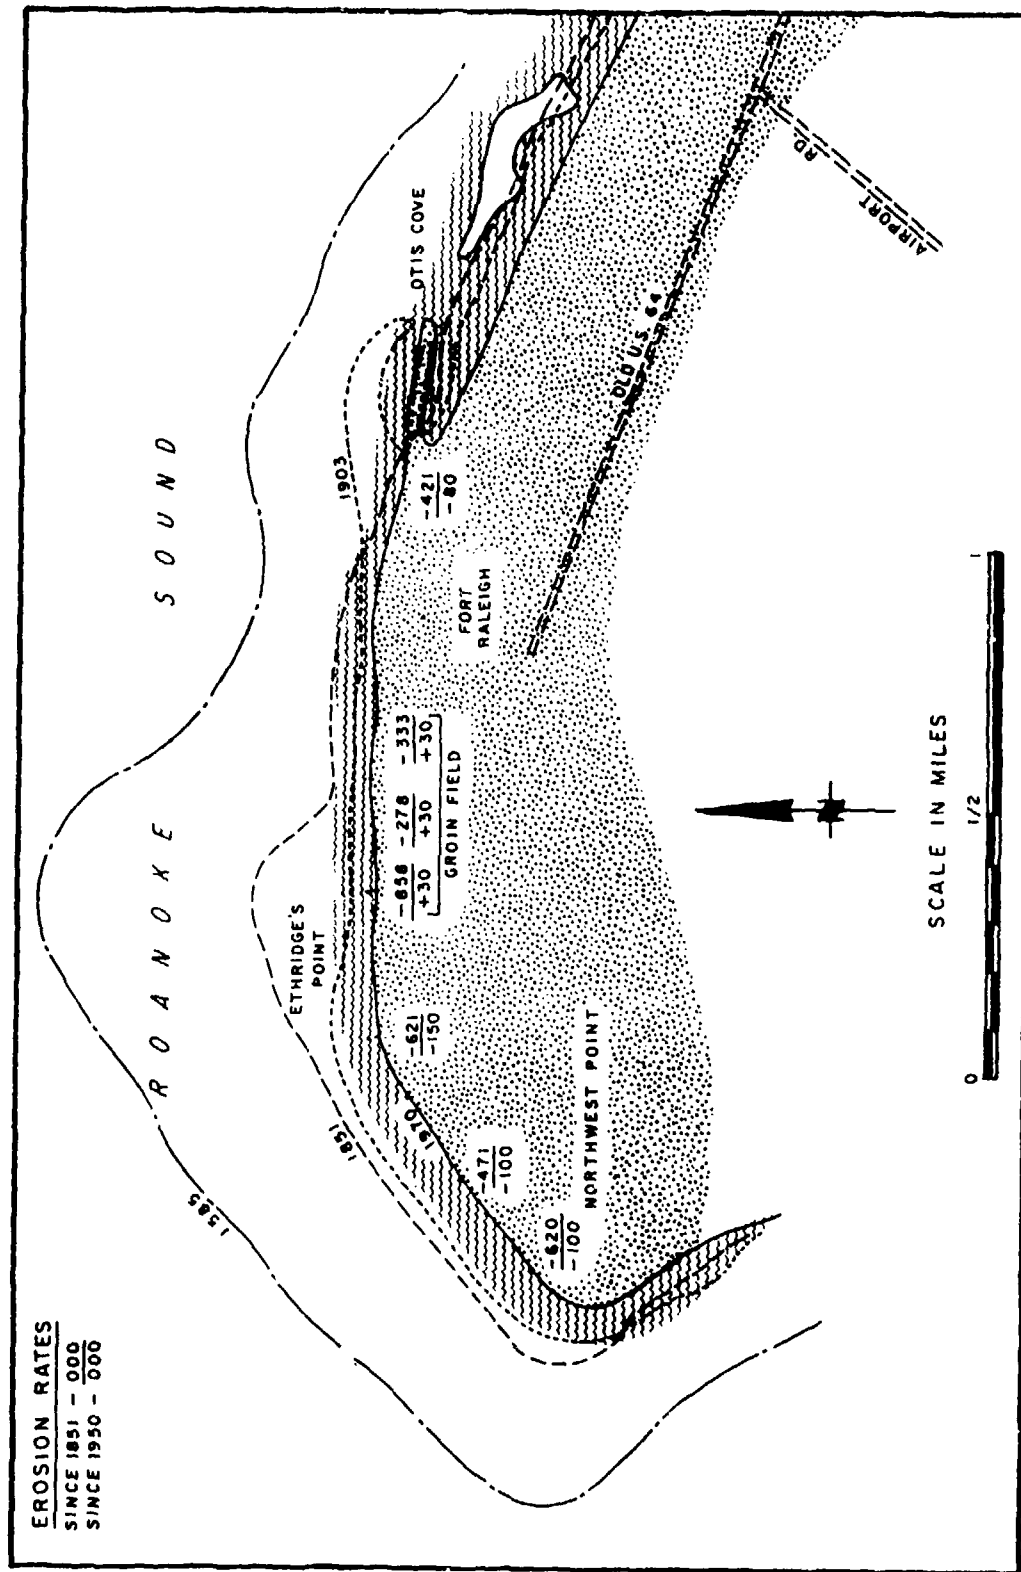 EROSION RATES
SINCE 1851 - 000
SINCE 1950 - 000
ROANOKE SOUND
1585
1851
1903
1970
ETHRIDGE'S
POINT
OTIS COVE
-620
-100
-471
-100
-621
-150
-858 -278 -333
+30 +30 +30
GROIN FIELD
-421
-80
FORT
RALEIGH
NORTHWEST POINT
OLD U.S. 64
AIRPORT RD
SCALE IN MILES
0 1/2 1